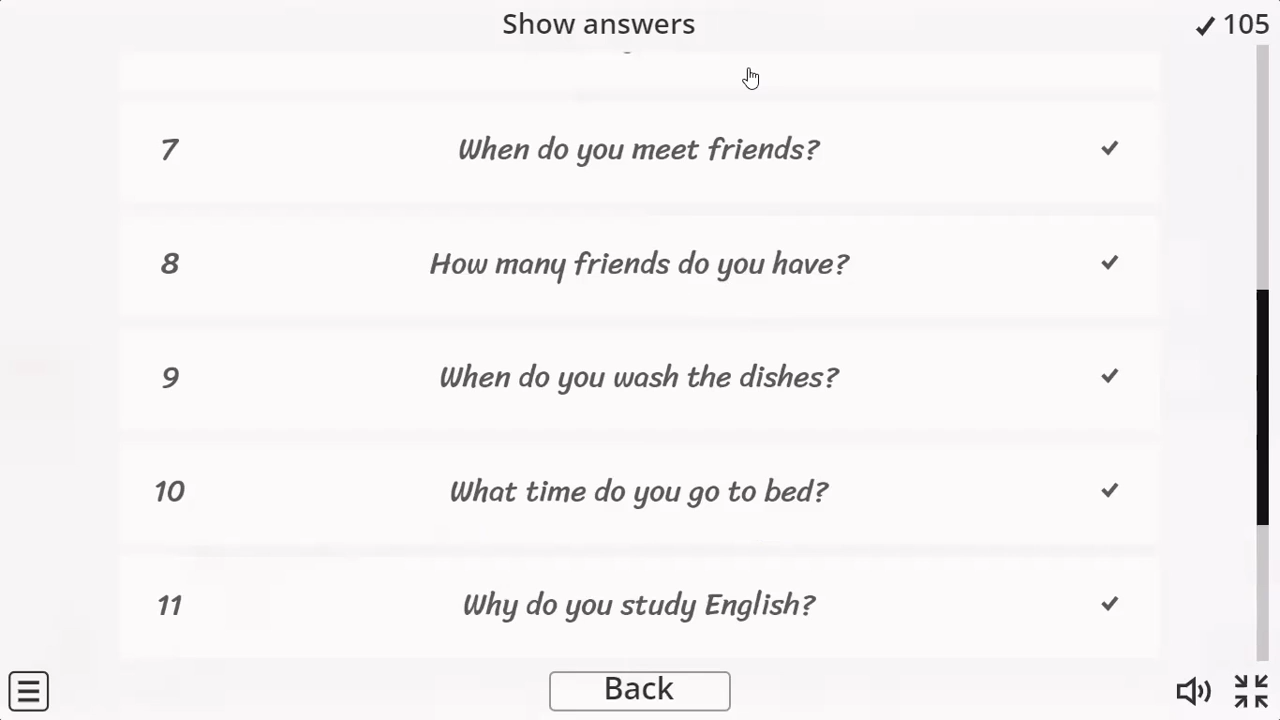 Show answers
105
7 When do you meet friends?
8 How many friends do you have?
9 When do you wash the dishes?
10 What time do you go to bed?
11 Why do you study English?
Back